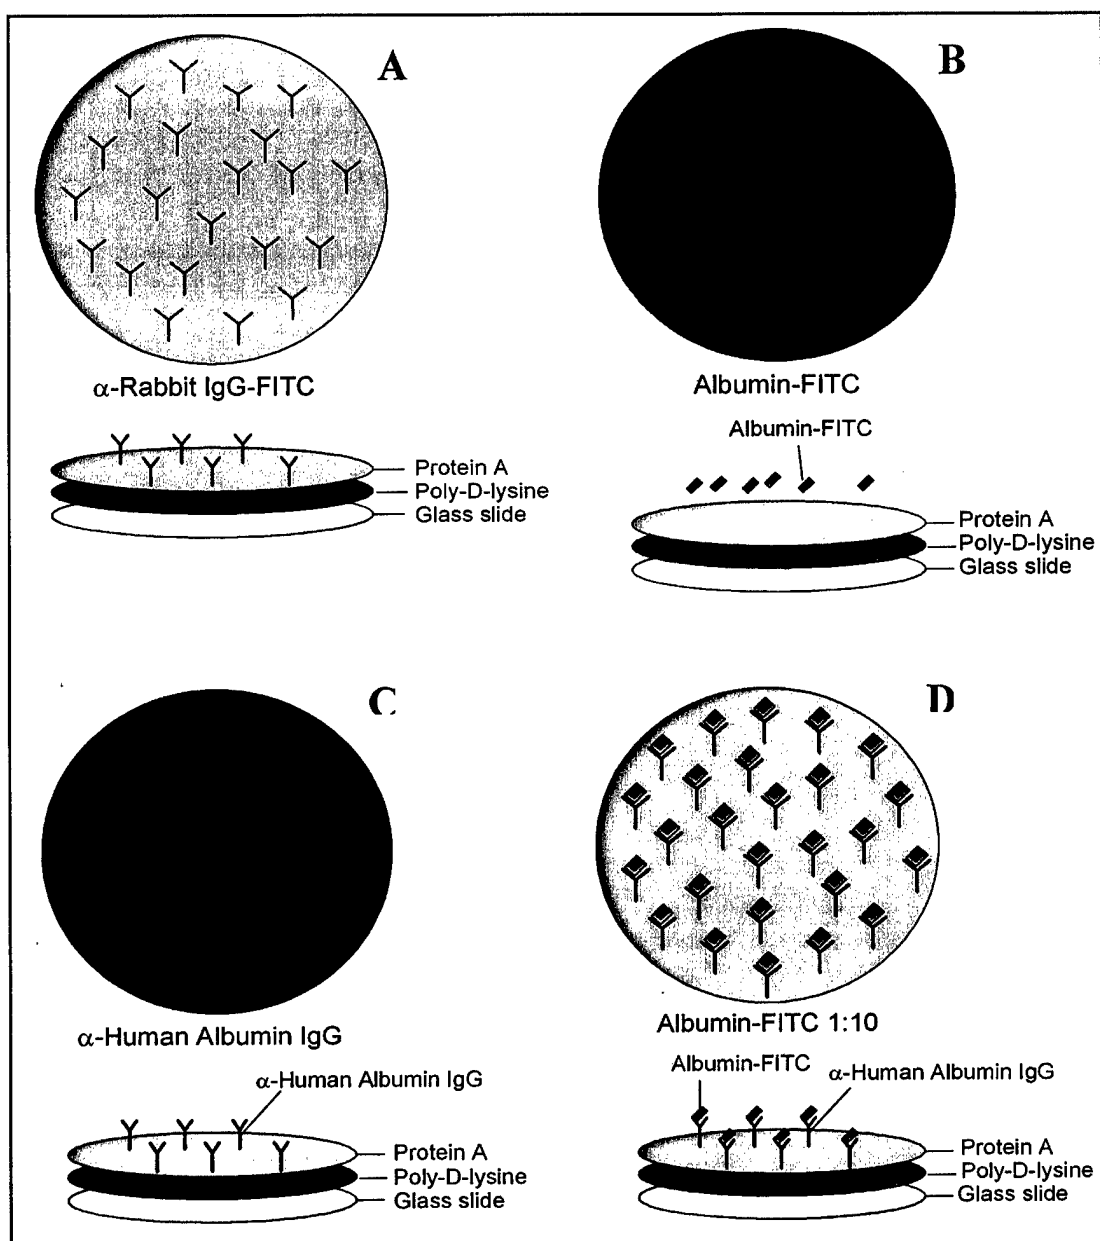 A
α-Rabbit IgG-FITC
Protein A
Poly-D-lysine
Glass slide
B
Albumin-FITC
Albumin-FITC
Protein A
Poly-D-lysine
Glass slide
C
α-Human Albumin IgG
α-Human Albumin IgG
Protein A
Poly-D-lysine
Glass slide
D
Albumin-FITC 1:10
Albumin-FITC
α-Human Albumin IgG
Protein A
Poly-D-lysine
Glass slide